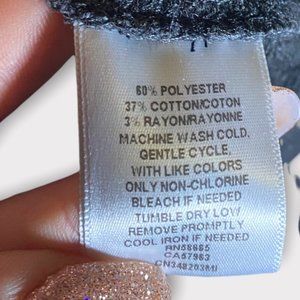 60% POLYESTER
37% COTTON/COTON
3% RAYON/RAYONNE
MACHINE WASH COLD.
GENTLE CYCLE.
WITH LIKE COLORS
ONLY NON-CHLORINE
BLEACH IF NEEDED
TUMBLE DRY LOW
REMOVE PROMPTLY
COOL IRON IF NEEDED
CA57963